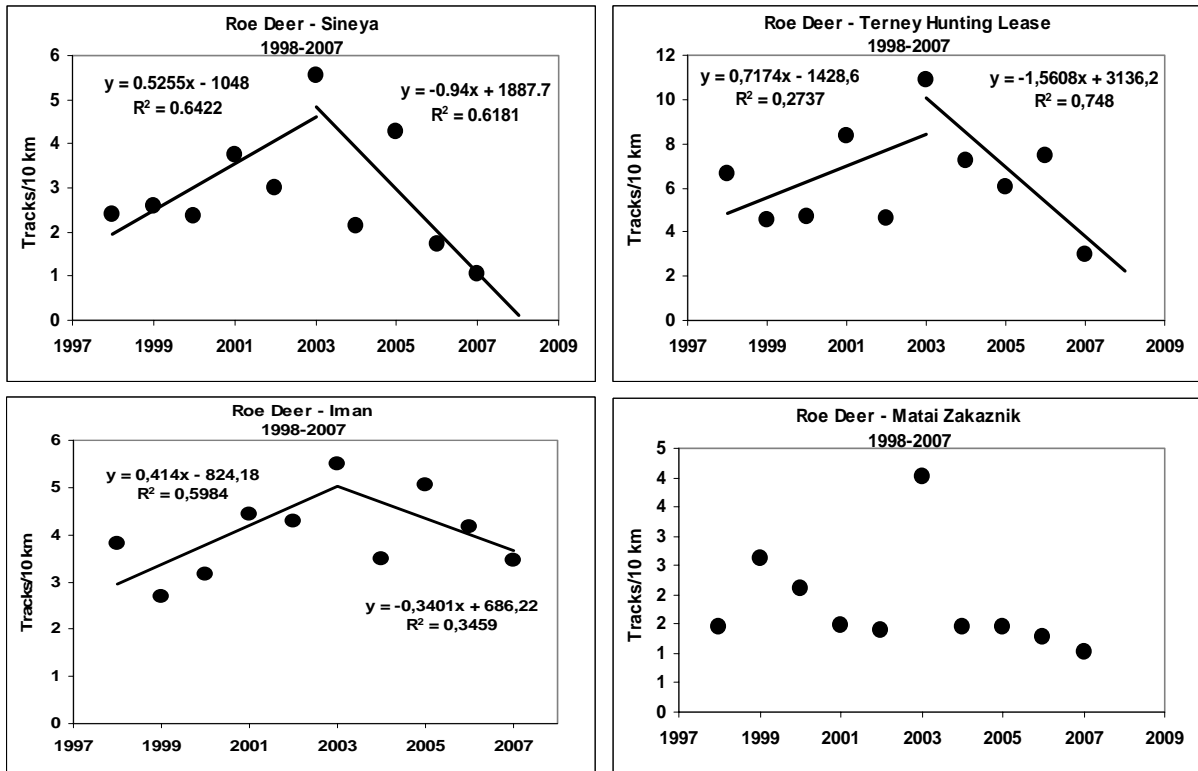 Roe Deer - Sineya
1998-2007
y = 0.5255x - 1048
R² = 0.6422
y = -0.94x + 1887.7
R² = 0.6181
Tracks/10 km
6
5
4
3
2
1
0
1997 1999 2001 2003 2005 2007 2009
Roe Deer - Terney Hunting Lease
1998-2007
y = 0,7174x - 1428,6
R² = 0,2737
y = -1,5608x + 3136,2
R² = 0,748
Tracks/10 km
12
10
8
6
4
2
0
1997 1999 2001 2003 2005 2007 2009
Roe Deer - Iman
1998-2007
y = 0,414x - 824,18
R² = 0,5984
y = -0,3401x + 686,22
R² = 0,3459
Tracks/10 km
6
5
4
3
2
1
0
1997 1999 2001 2003 2005 2007
Roe Deer - Matai Zakaznik
1998-2007
Tracks/10 km
5
4
4
3
3
2
2
1
1
0
1997 1999 2001 2003 2005 2007 2009